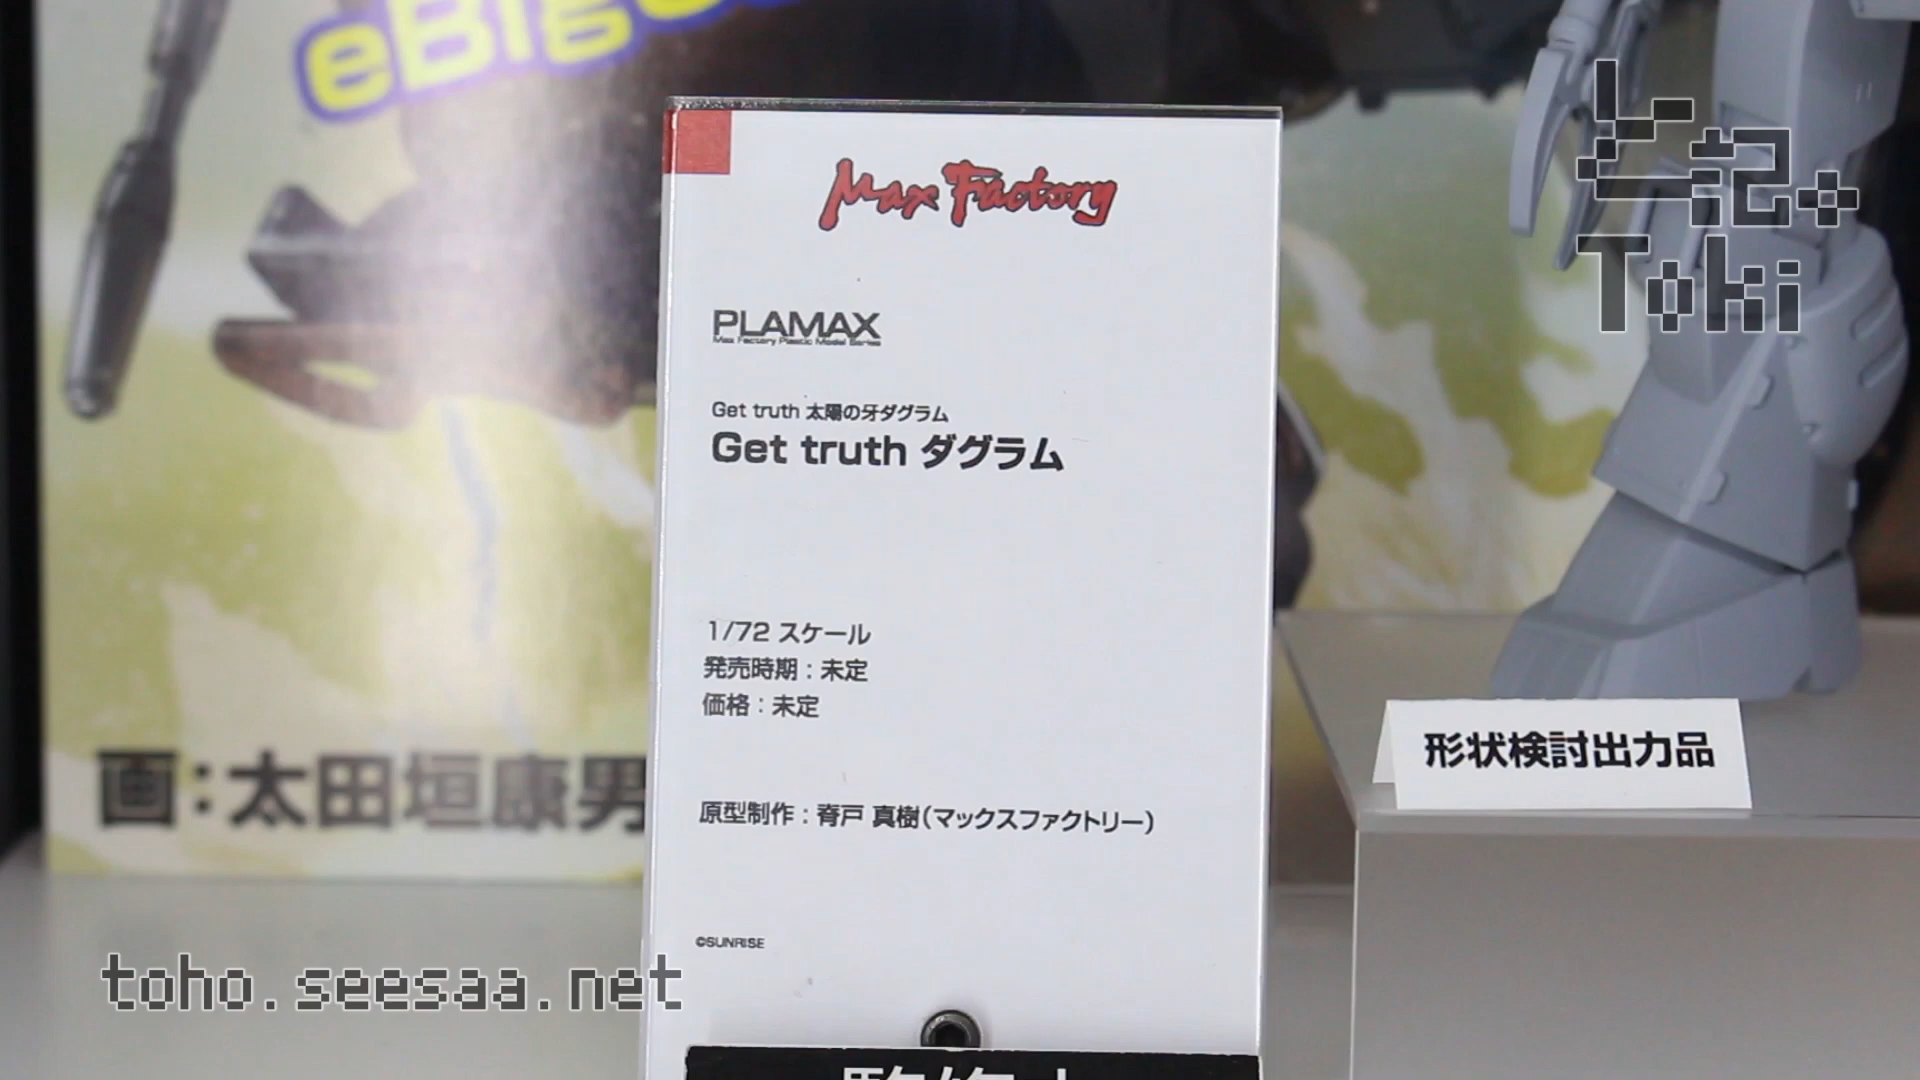 Max Factory
PLAMAX
Max Factory Plastic Model Series
Get truth 太陽の牙ダグラム
Get truth ダグラム
1/72 スケール
発売時期：未定
価格：未定
原型制作：脊戸 真樹（マックスファクトリー）
©SUNRISE
形状検討出力品
画：太田垣康男
と記。
Toki
toho.seesaa.net